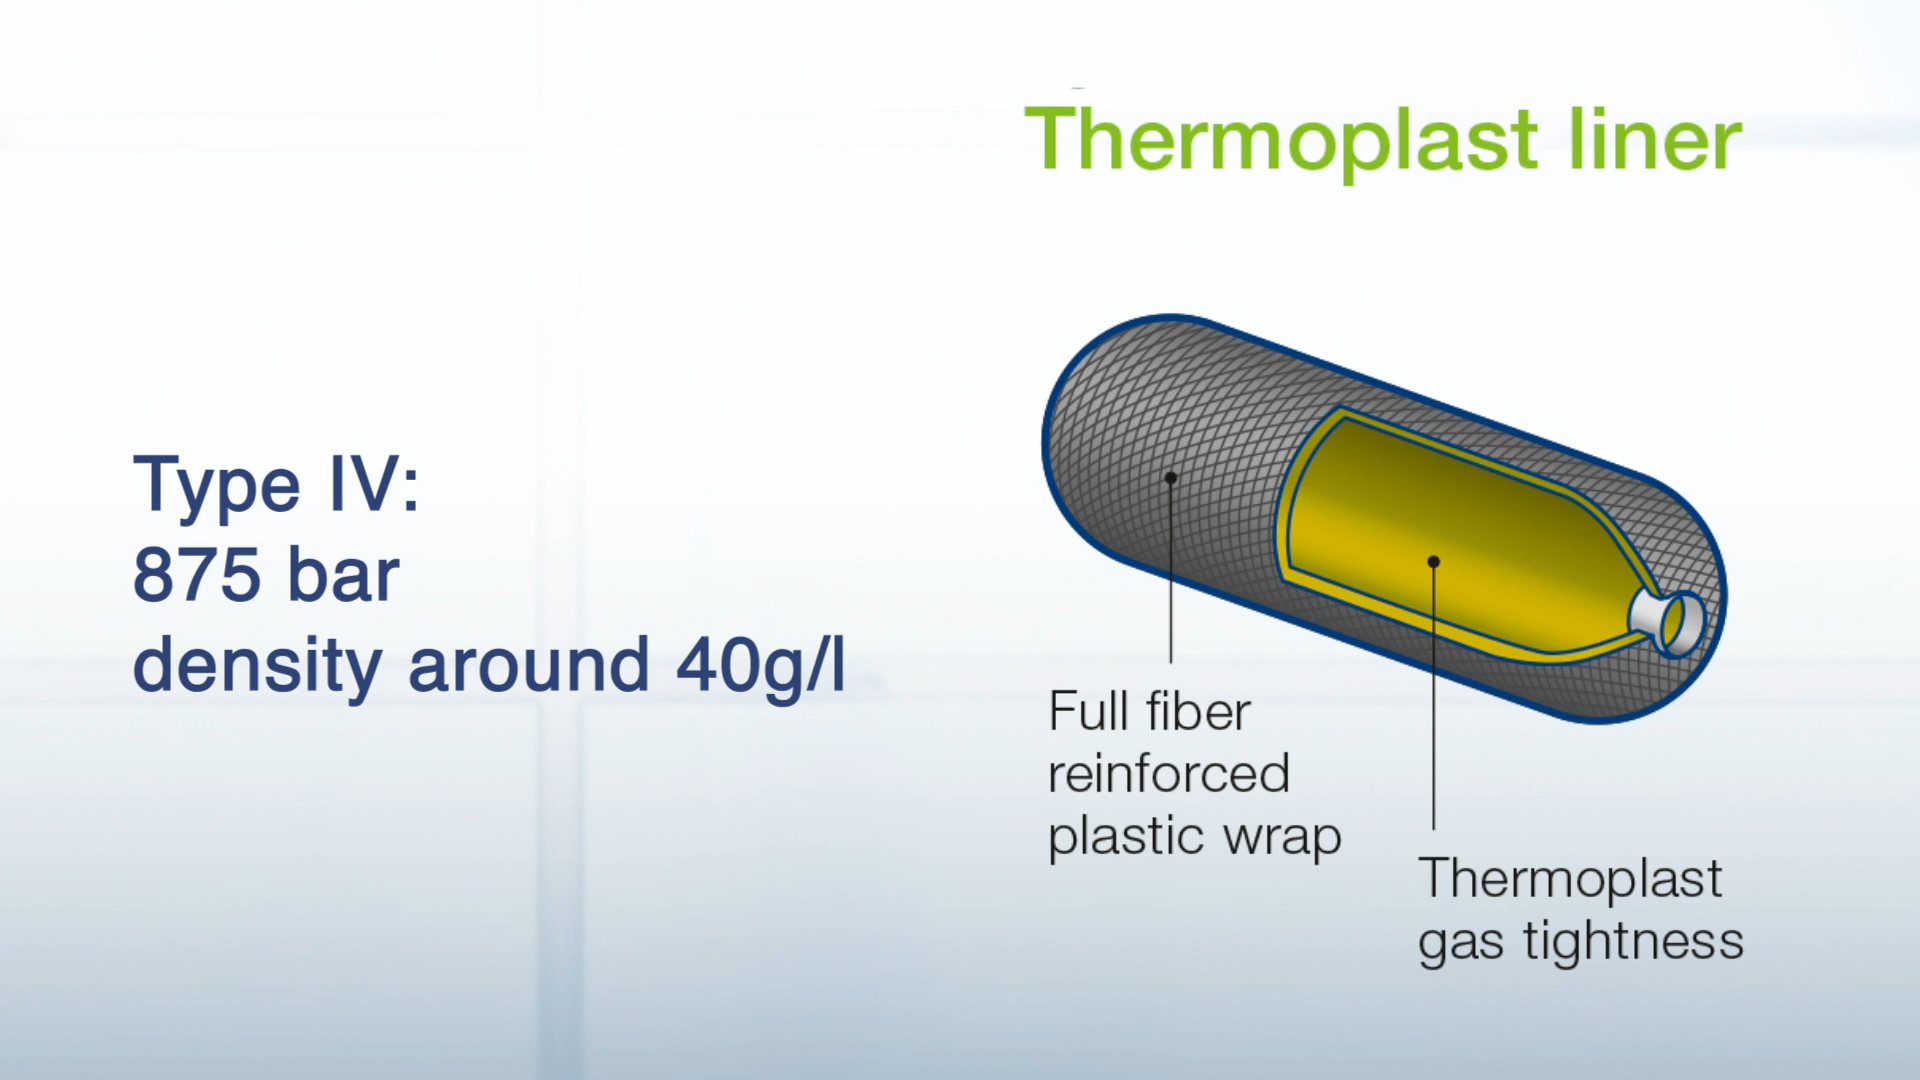 Thermoplast liner
Type IV:
875 bar
density around 40g/l
Full fiber
reinforced
plastic wrap
Thermoplast
gas tightness